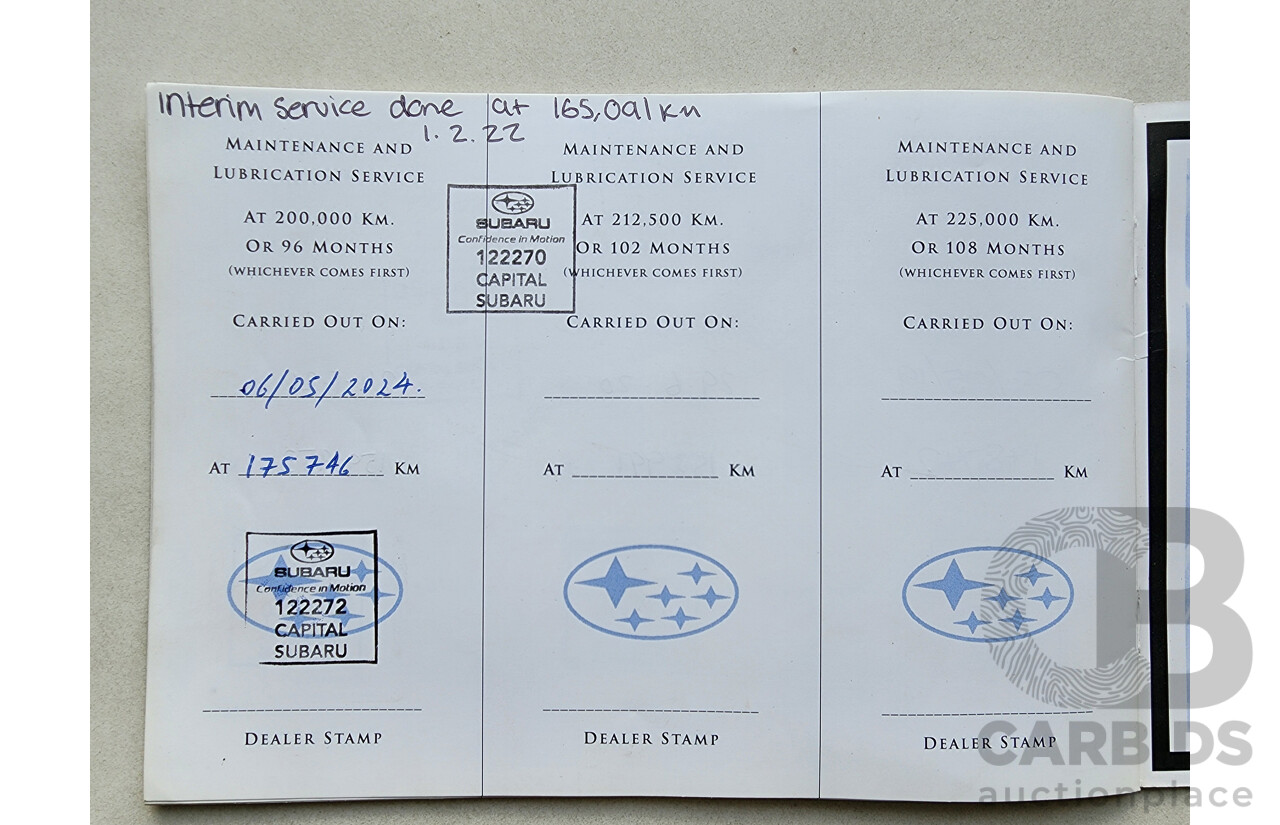 Interim Service done at 165,091 km
1.2.22
MAINTENANCE AND
LUBRICATION SERVICE
AT 200,000 KM.
OR 96 MONTHS
(WHICHEVER COMES FIRST)
CARRIED OUT ON:
06/05/2024.
AT 175746 KM
SUBARU
Confidence in Motion
122272
CAPITAL
SUBARU
DEALER STAMP
SUBARU
Confidence in Motion
122270
CAPITAL
SUBARU
MAINTENANCE AND
LUBRICATION SERVICE
AT 212,500 KM.
OR 102 MONTHS
(WHICHEVER COMES FIRST)
CARRIED OUT ON:
AT KM
DEALER STAMP
MAINTENANCE AND
LUBRICATION SERVICE
AT 225,000 KM.
OR 108 MONTHS
(WHICHEVER COMES FIRST)
CARRIED OUT ON:
AT KM
DEALER STAMP
CARBIDS
auctionplace